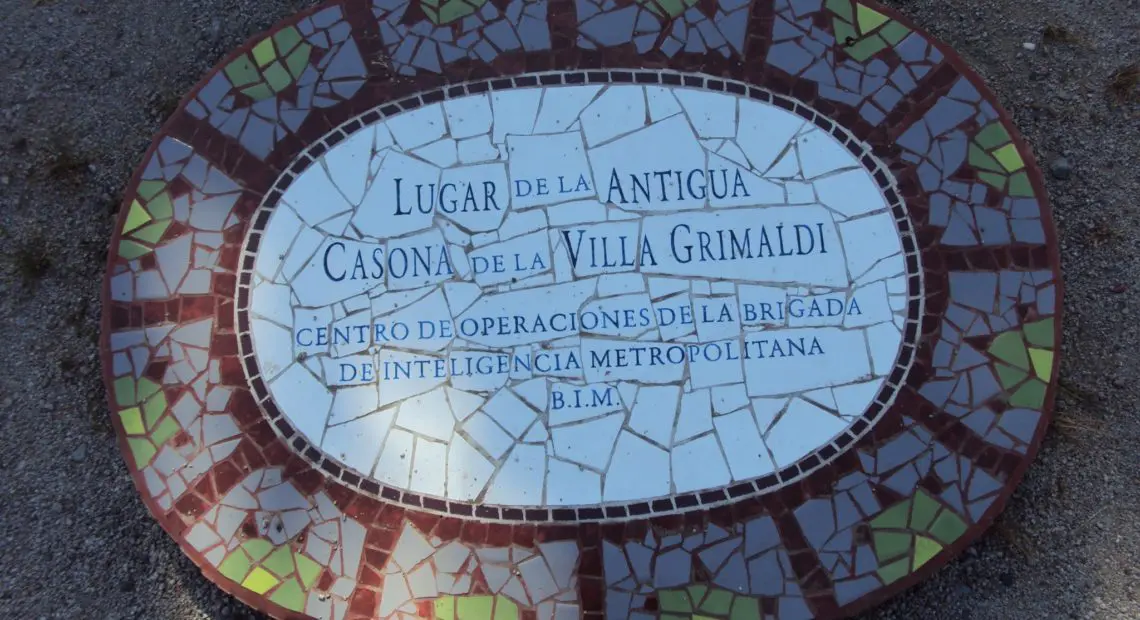 LUGAR DE LA ANTIGUA
CASONA DE LA VILLA GRIMALDI
CENTRO DE OPERACIONES DE LA BRIGADA
DE INTELIGENCIA METROPOLITANA
B.I.M.